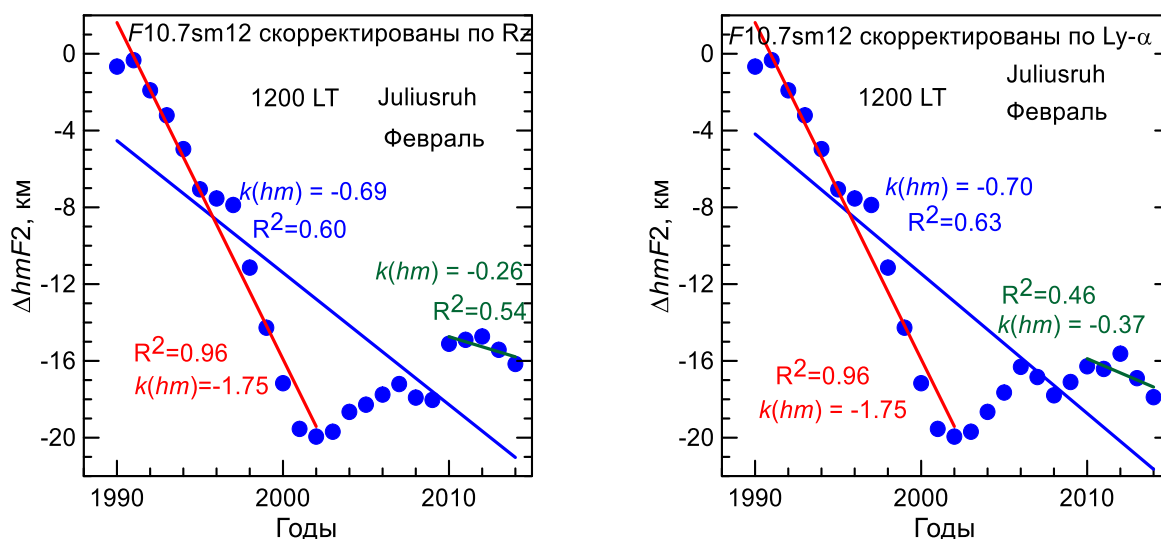 F10.7sm12 скорректированы по Rz
1200 LT
Juliusruh
Февраль
k(hm) = -0.69
R2=0.60
k(hm) = -0.26
R2=0.54
R2=0.96
k(hm)=-1.75
ΔhmF2, км
0
-4
-8
-12
-16
-20
1990
2000
2010
Годы
F10.7sm12 скорректированы по Ly-α
Juliusruh
1200 LT
Февраль
k(hm) = -0.70
R2=0.63
R2=0.46
k(hm) = -0.37
R2=0.96
k(hm) = -1.75
ΔhmF2, км
0
-4
-8
-12
-16
-20
1990
2000
2010
Годы